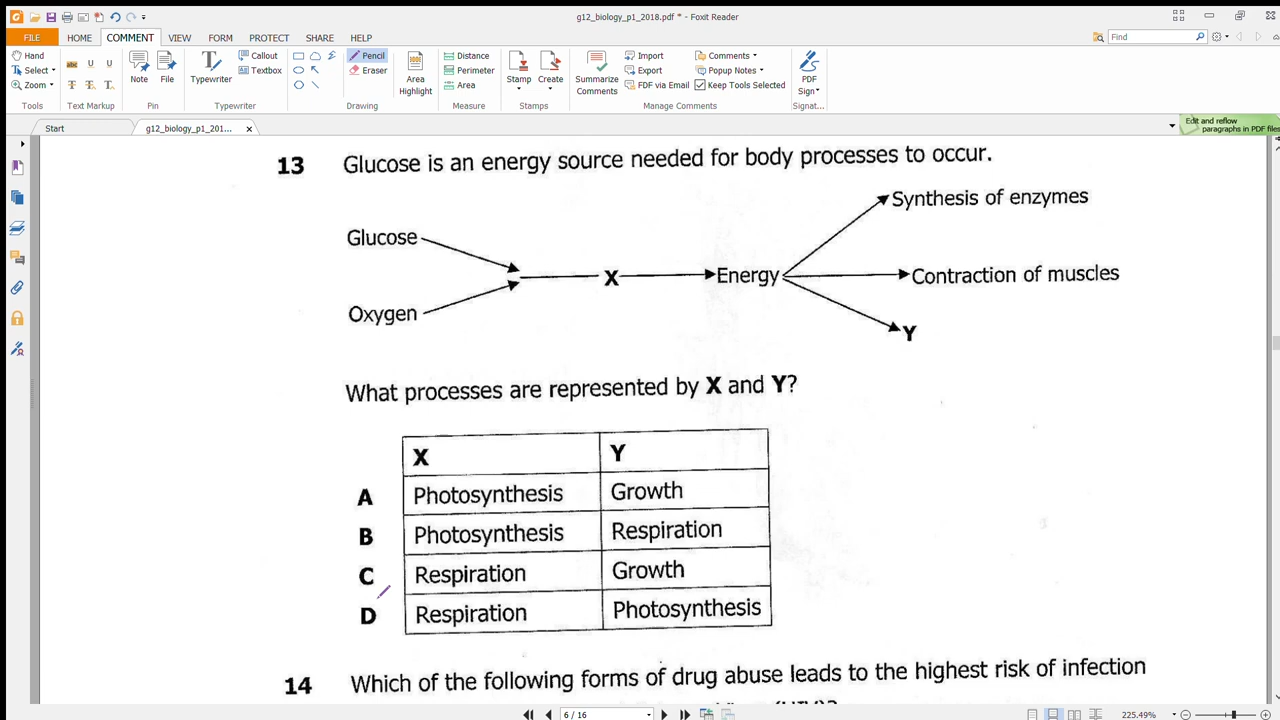 g12_biology_p1_2018.pdf * - Foxit Reader
FILE HOME COMMENT VIEW FORM PROTECT SHARE HELP
Find
Hand
Select
Zoom
Tools
Text Markup
Note
File
Pin
Typewriter
Callout
Textbox
Typewriter
Pencil
Eraser
Drawing
Area
Highlight
Distance
Perimeter
Area
Measure
Stamp
Create
Stamps
Summarize
Comments
Import
Export
FDF via Email
Comments
Popup Notes
Keep Tools Selected
Manage Comments
PDF
Sign
Signat...
Start
g12_biology_p1_201...
Edit and reflow
paragraphs in PDF files
13 Glucose is an energy source needed for body processes to occur.
Synthesis of enzymes
Glucose
X Energy Contraction of muscles
Oxygen
Y
What processes are represented by X and Y?
X Y
A Photosynthesis Growth
B Photosynthesis Respiration
C Respiration Growth
D Respiration Photosynthesis
14 Which of the following forms of drug abuse leads to the highest risk of infection
6 / 16
225.49%